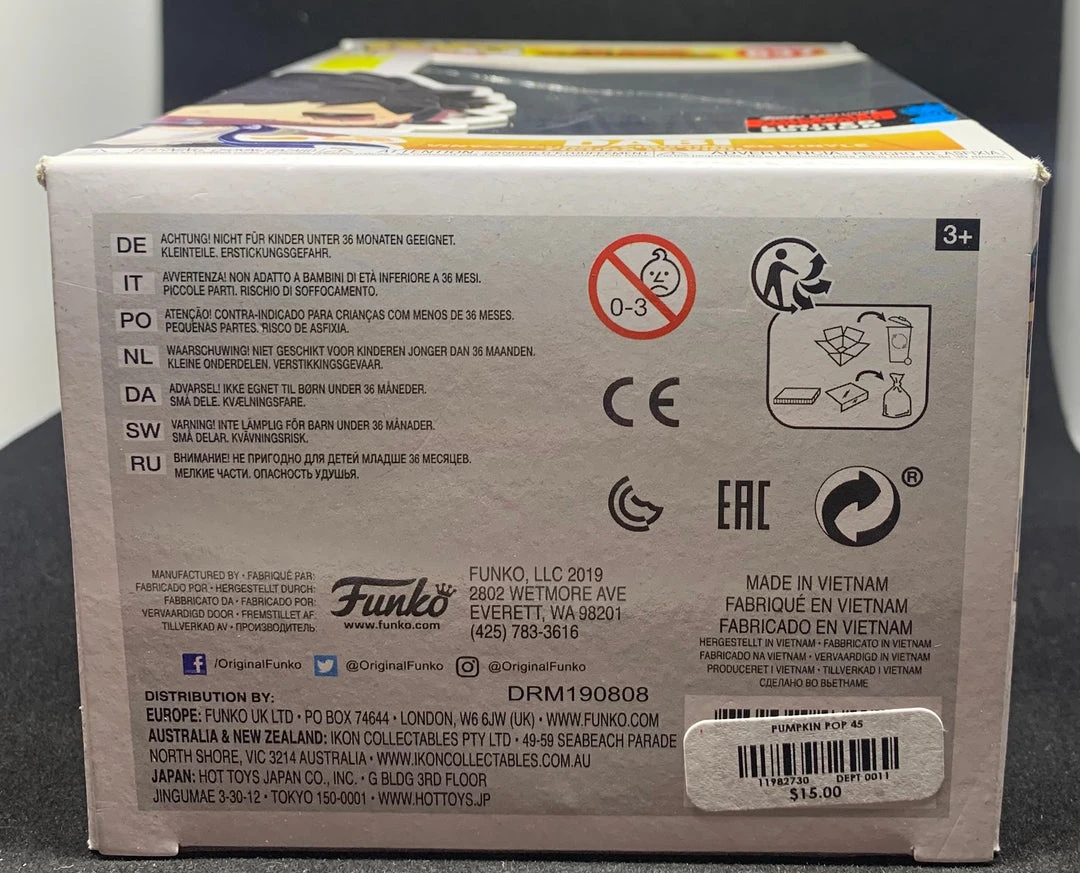 DABI
3+
DE
ACHTUNG! NICHT FÜR KINDER UNTER 36 MONATEN GEEIGNET.
KLEINTEILE. ERSTICKUNGSGEFAHR.
IT
AVVERTENZA! NON ADATTO A BAMBINI DI ETÀ INFERIORE A 36 MESI.
PICCOLE PARTI. RISCHIO DI SOFFOCAMENTO.
PO
ATENÇÃO! CONTRA-INDICADO PARA CRIANÇAS COM MENOS DE 36 MESES.
PEQUENAS PARTES. RISCO DE ASFIXIA.
NL
WAARSCHUWING! NIET GESCHIKT VOOR KINDEREN JONGER DAN 36 MAANDEN.
KLEINE ONDERDELEN. VERSTIKKINGSGEVAAR.
DA
ADVARSEL! IKKE EGNET TIL BØRN UNDER 36 MÅNEDER.
SMÅ DELE. KVÆLNINGSFARE.
SW
VARNING! INTE LÄMPLIG FÖR BARN UNDER 36 MÅNADER.
SMÅ DELAR. KVÄVNINGSRISK.
RU
ВНИМАНИЕ! НЕ ПРИГОДНО ДЛЯ ДЕТЕЙ МЛАДШЕ 36 МЕСЯЦЕВ.
МЕЛКИЕ ЧАСТИ. ОПАСНОСТЬ УДУШЬЯ.
0-3
CE
EAC
®
MANUFACTURED BY • FABRIQUÉ PAR:
FABRICADO POR • HERGESTELLT DURCH:
FABBRICATO DA • FABRICADO POR:
VERVAARDIGD DOOR • FREMSTILLET AF:
TILLVERKAD AV • ПРОИЗВОДИТЕЛЬ:
Funko
www.funko.com
FUNKO, LLC 2019
2802 WETMORE AVE
EVERETT, WA 98201
(425) 783-3616
MADE IN VIETNAM
FABRIQUÉ EN VIETNAM
FABRICADO EN VIETNAM
HERGESTELLT IN VIETNAM • FABBRICATO IN VIETNAM
FABRICADO NA VIETNAM • VERVAARDIGD IN VIETNAM
PRODUCERET I VIETNAM • TILLVERKAD I VIETNAM
СДЕЛАНО ВО ВЬЕТНАМЕ
f /OriginalFunko
@OriginalFunko
@OriginalFunko
DRM190808
DISTRIBUTION BY:
EUROPE: FUNKO UK LTD • PO BOX 74644 • LONDON, W6 6JW (UK) • WWW.FUNKO.COM
AUSTRALIA & NEW ZEALAND: IKON COLLECTABLES PTY LTD • 49-59 SEABEACH PARADE
NORTH SHORE, VIC 3214 AUSTRALIA • WWW.IKONCOLLECTABLES.COM.AU
JAPAN: HOT TOYS JAPAN CO., INC. • G BLDG 3RD FLOOR
JINGUMAE 3-30-12 • TOKYO 150-0001 • WWW.HOTTOYS.JP
PUMPKIN POP 45
11982730 DEPT 0011
$15.00